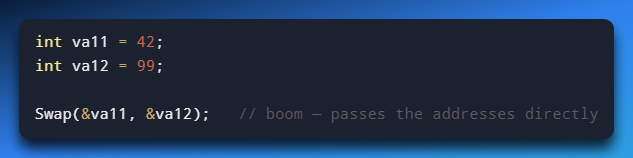 int va11 = 42;
int va12 = 99;
Swap(&va11, &va12);   // boom — passes the addresses directly